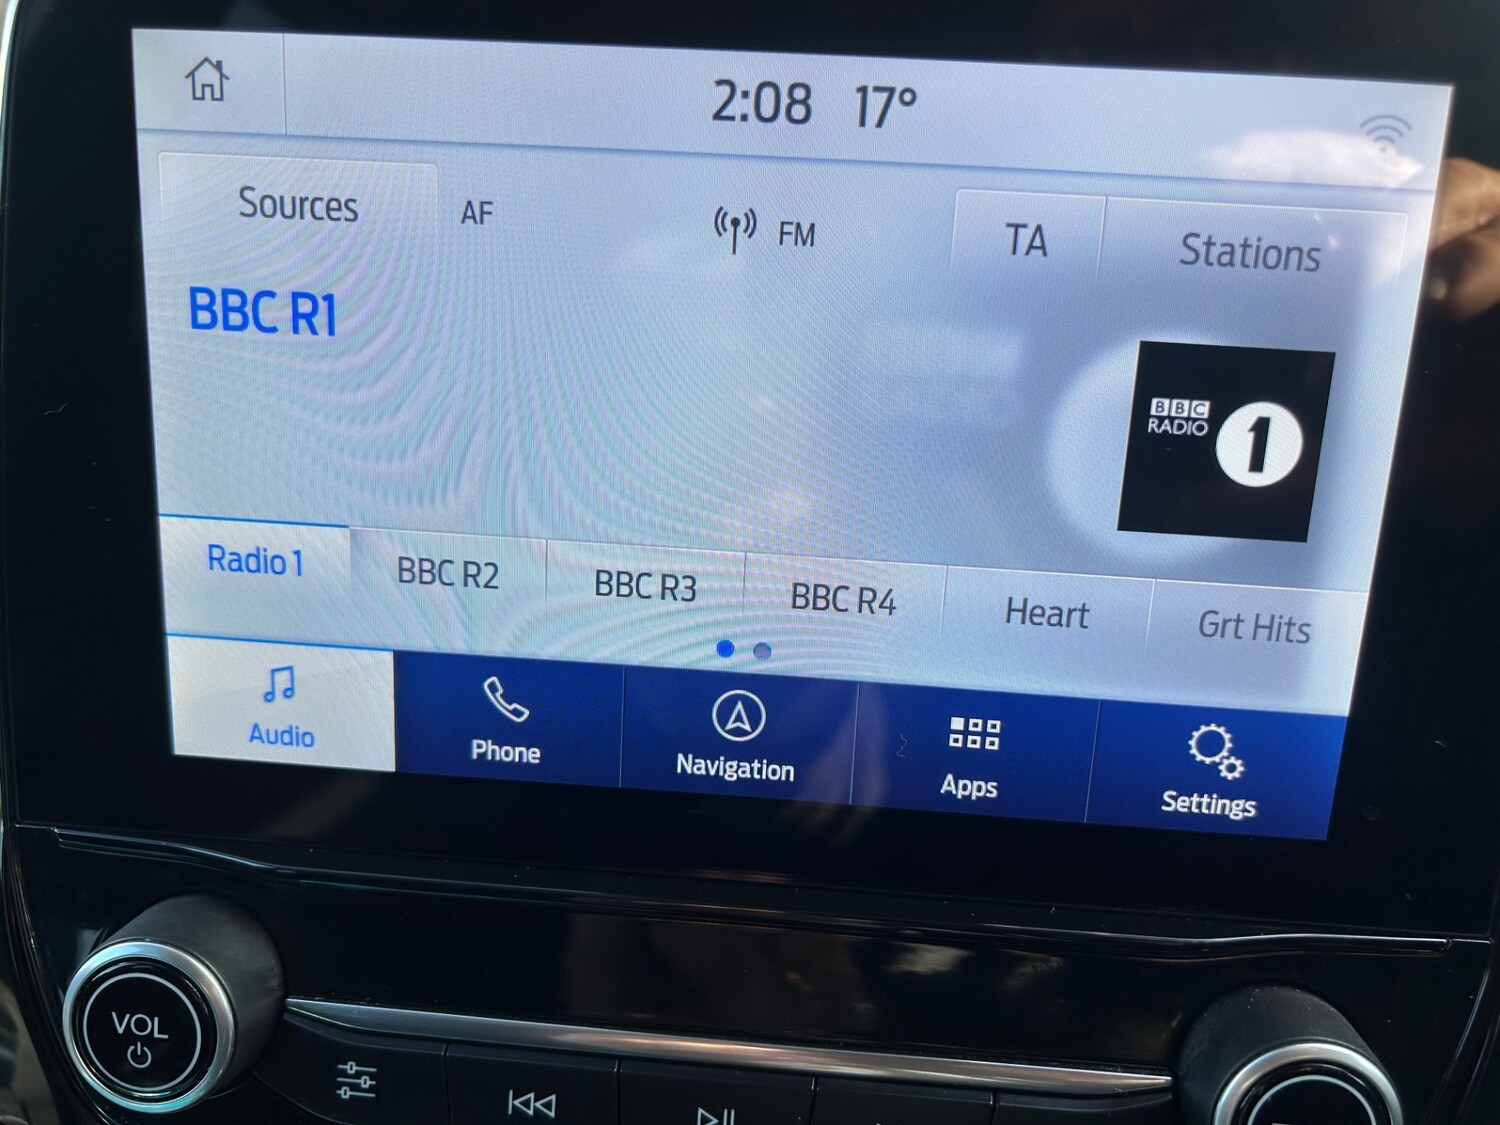 2:08 17°
Sources AF FM TA Stations
BBC R1
BBC
RADIO 1
Radio 1 BBC R2 BBC R3 BBC R4 Heart Grt Hits
Audio Phone Navigation Apps Settings
VOL